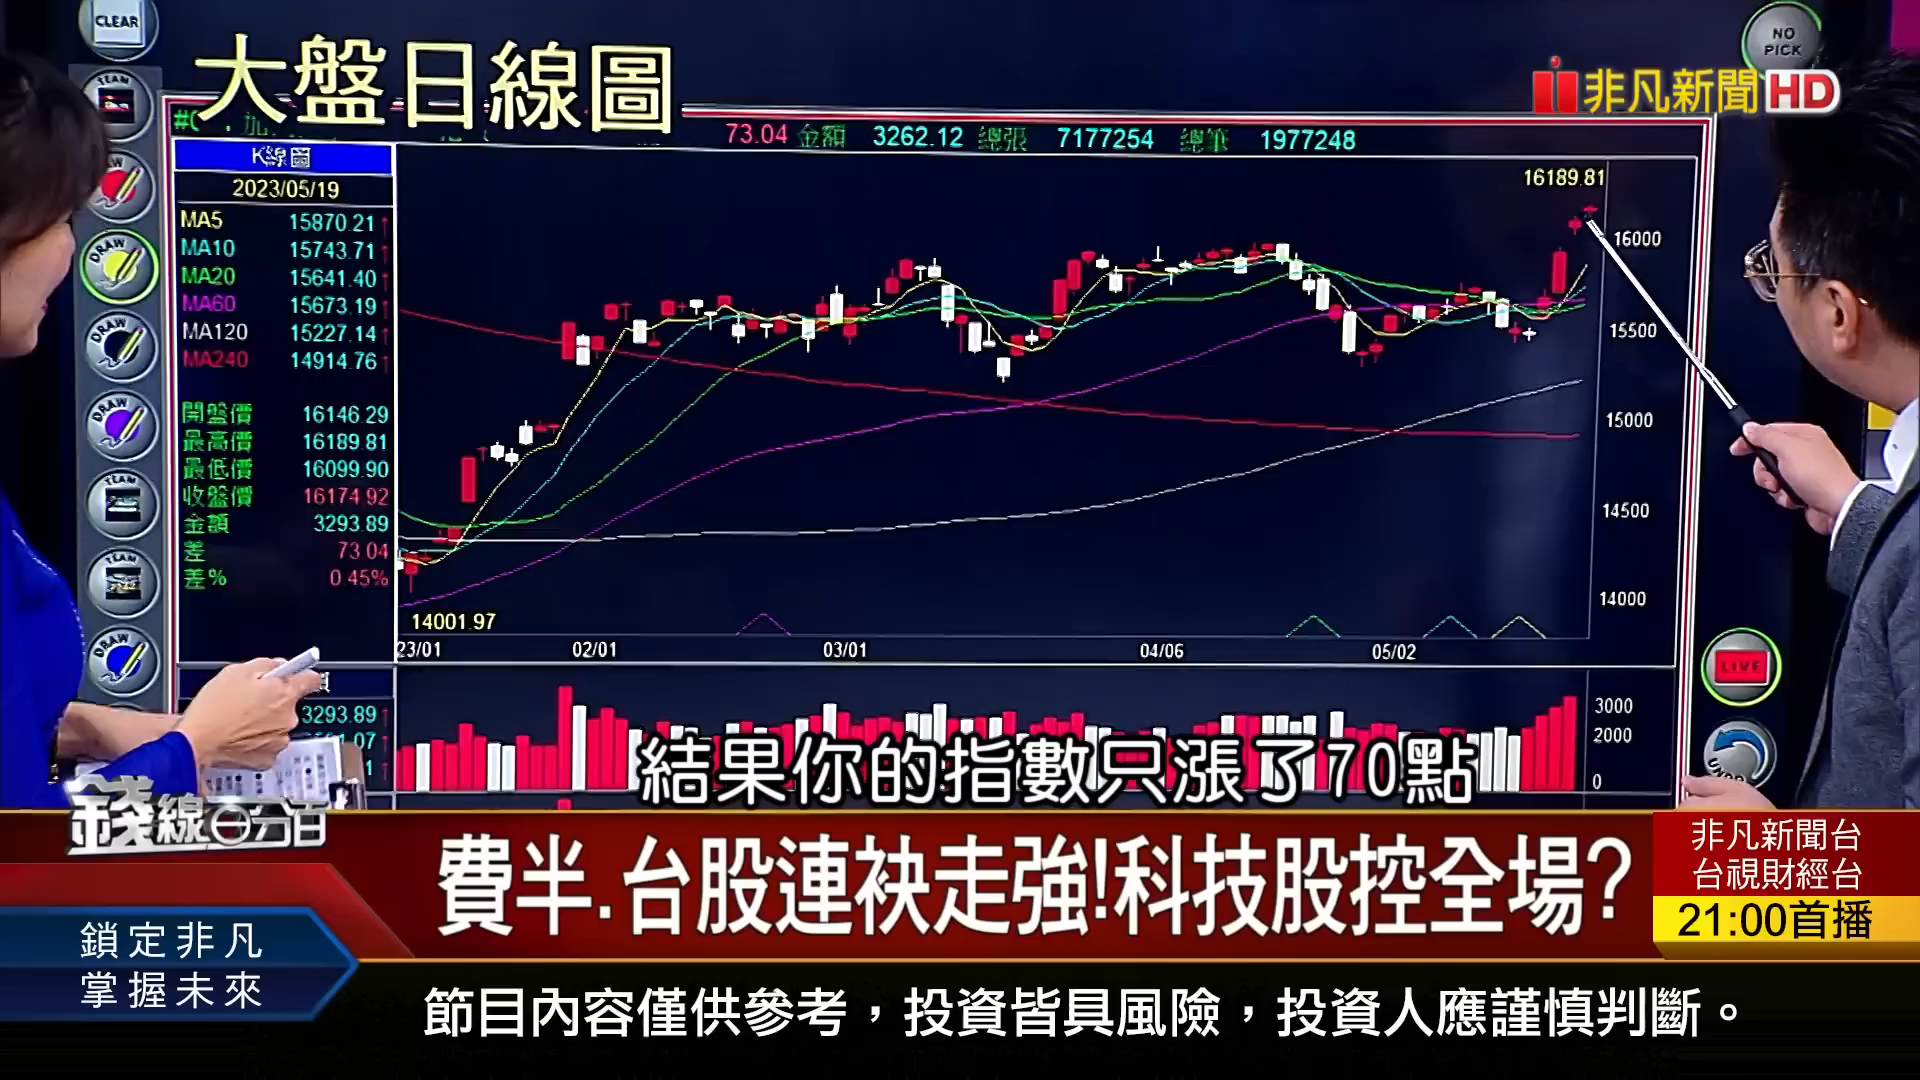 CLEAR
NO PICK
大盤日線圖
非凡新聞HD
73.04 金額 3262.12 總張 7177254 總筆 1977248
K線圖
2023/05/19
MA5 15870.21↑
MA10 15743.71↑
MA20 15641.40↑
MA60 15673.19↑
MA120 15227.14↑
MA240 14914.76↑
開盤價 16146.29
最高價 16189.81
最低價 16099.90
收盤價 16174.92
金額 3293.89
差 73.04
差% 0.45%
TEAM
DRAW
DRAW
DRAW
TEAM
TEAM
DRAW
16189.81
16000
15500
15000
14500
14000
14001.97
23/01 02/01 03/01 04/06 05/02
3293.89↑
3000
2000
0
LIVE
UNDO
結果你的指數只漲了70點
錢線百分百
費半.台股連袂走強!科技股控全場?
非凡新聞台
台視財經台
21:00首播
鎖定非凡
掌握未來
節目內容僅供參考，投資皆具風險，投資人應謹慎判斷。